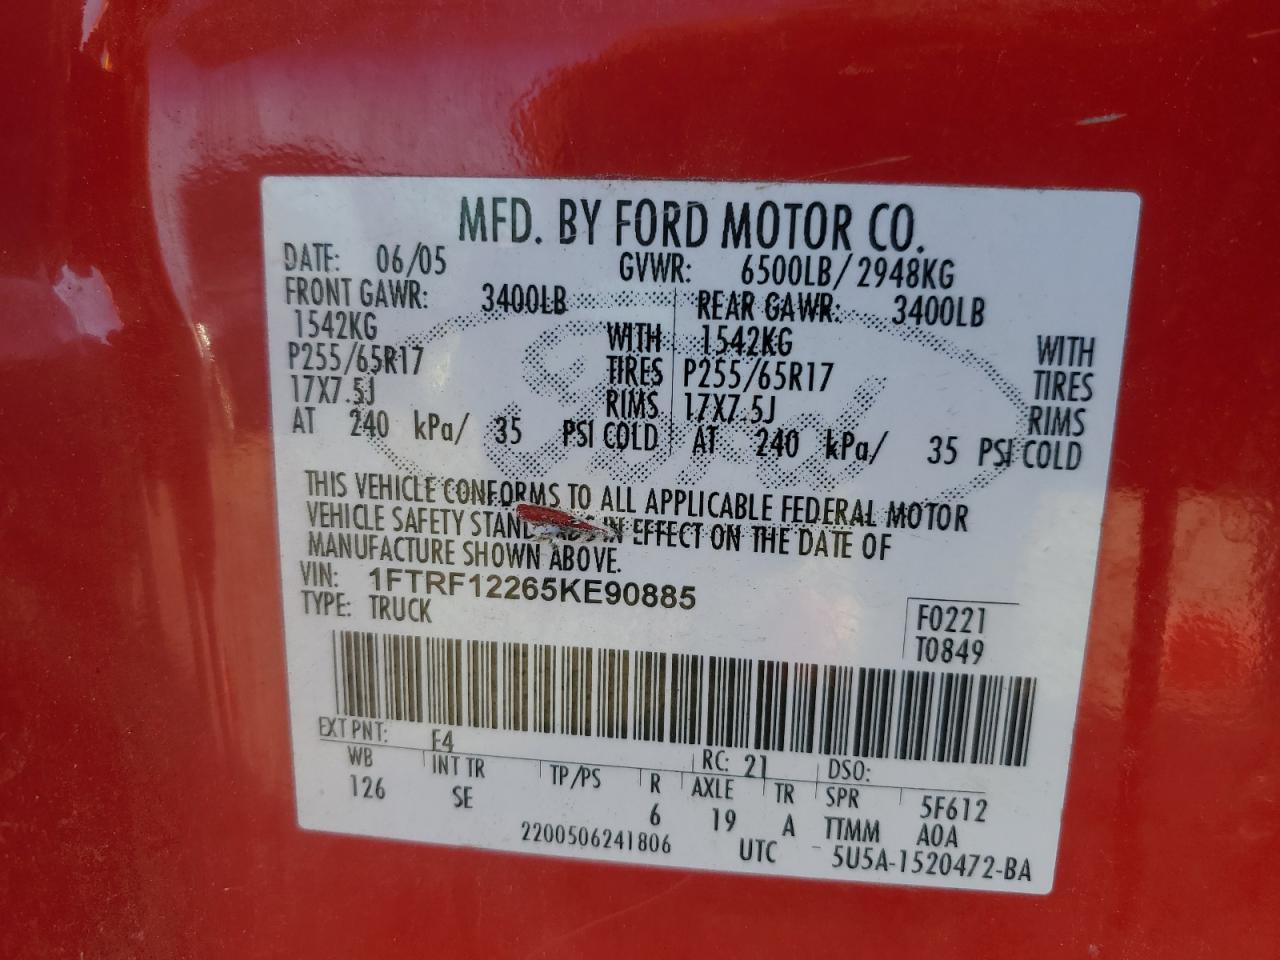 MFD. BY FORD MOTOR CO.
DATE: 06/05 GVWR: 6500LB/2948KG
FRONT GAWR: 3400LB REAR GAWR: 3400LB
1542KG WITH 1542KG WITH
P255/65R17 TIRES P255/65R17 TIRES
17X7.5J RIMS 17X7.5J RIMS
AT 240 kPa/ 35 PSI COLD AT 240 kPa/ 35 PSI COLD
Ford
THIS VEHICLE CONFORMS TO ALL APPLICABLE FEDERAL MOTOR
VEHICLE SAFETY IN EFFECT ON THE DATE OF
MANUFACTURE SHOWN ABOVE.
VIN: 1FTRF12265KE90885
TYPE: TRUCK
F0221
T0849
EXT PNT: E4 RC: 21 DSO:
WB INT TR TP/PS R AXLE TR SPR 5F612
126 SE 6 19 A TTMM A0A
2200506241806 UTC 5U5A-1520472-BA